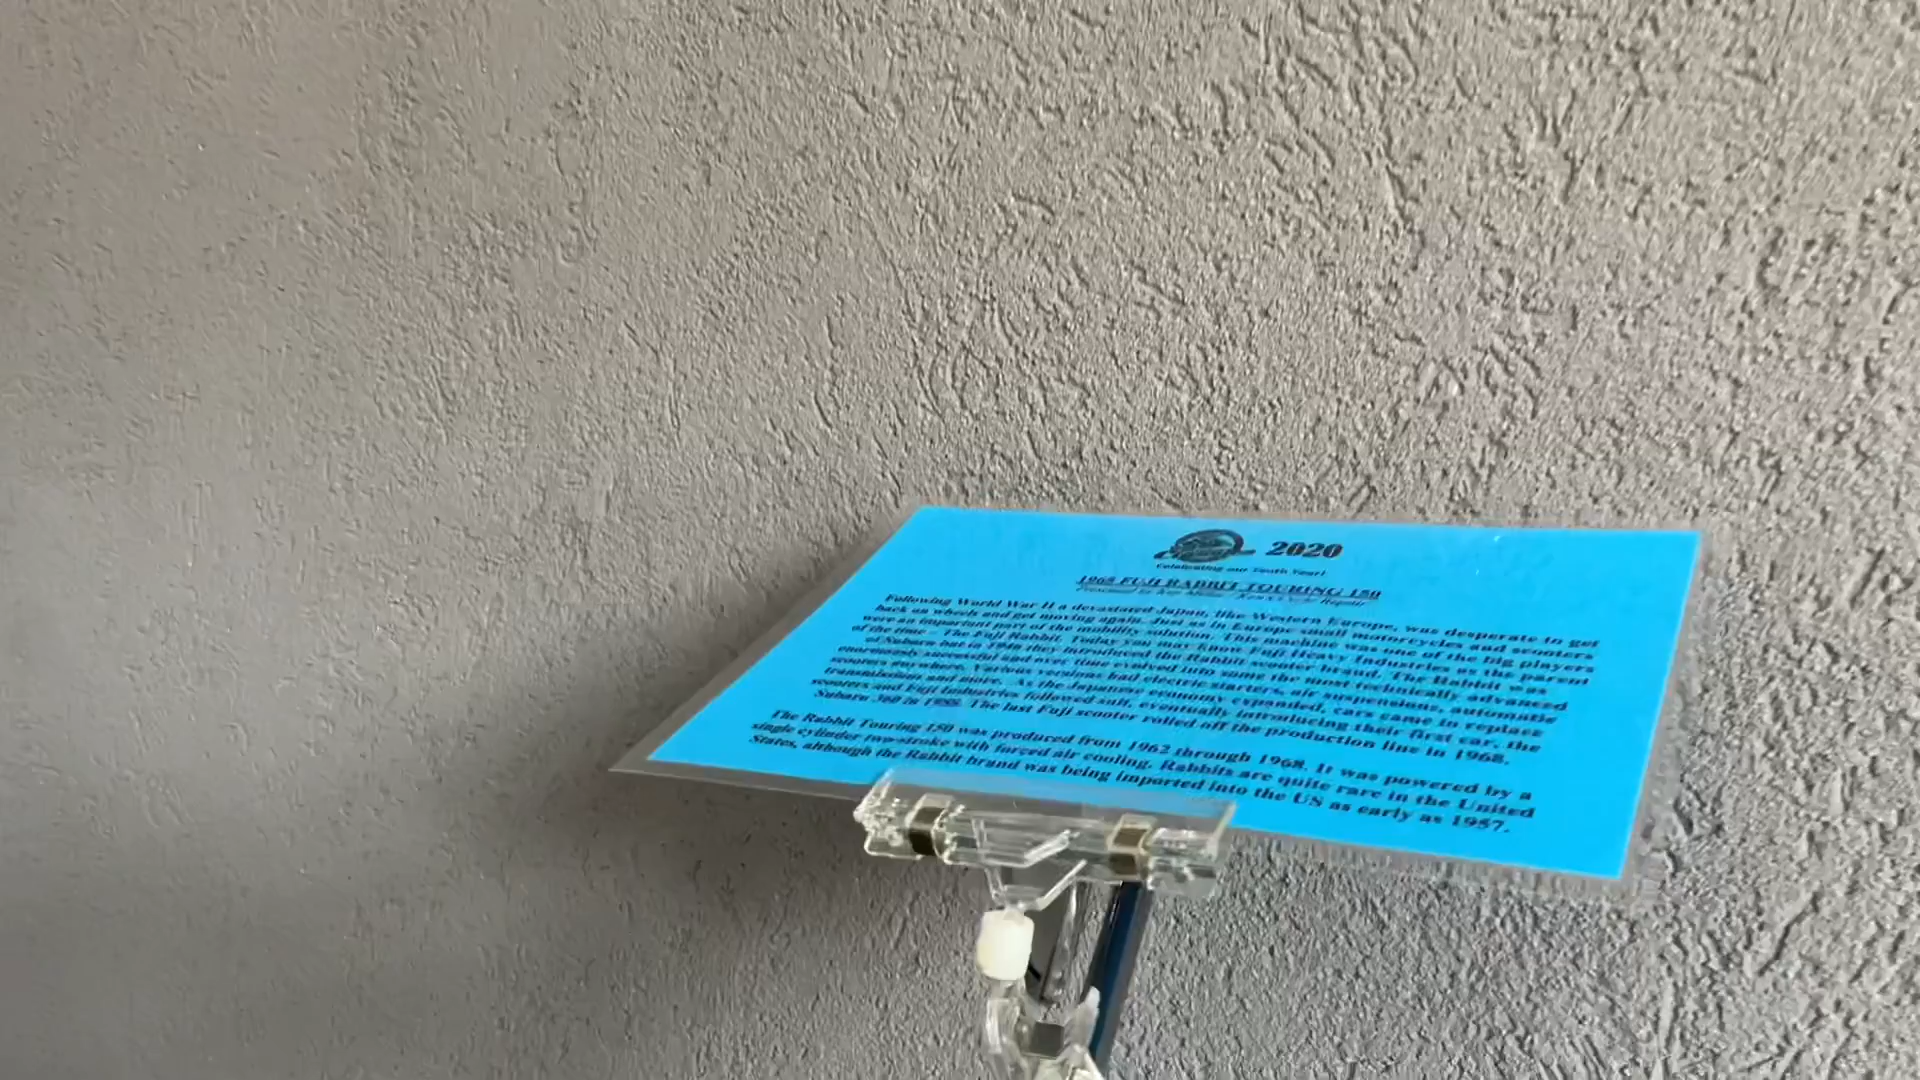 2020
Celebrating our Tenth Year!
1965 FUJI RABBIT TOURING 150
Presented by
Following World War II a devastated Japan, like Western Europe, was desperate to get
back on wheels and get moving again. Just as in Europe small motorcycles and scooters
were an important part of the mobility solution. This machine was one of the big players
of the time – The Fuji Rabbit. Today you may know Fuji Heavy Industries as the parent
of Subaru but in 1946 they introduced the Rabbit scooter brand. The Rabbit was
enormously successful and over time evolved into some the most technically advanced
scooters anywhere. Various versions had electric starters, air suspensions, automatic
transmissions and more. As the Japanese economy expanded, cars came to replace
scooters and Fuji Industries followed suit, eventually introducing their first car, the
Subaru 360 in The last Fuji scooter rolled off the production line in 1968.
The Rabbit Touring 150 was produced from 1962 through 1968. It was powered by a
single cylinder two-stroke with forced air cooling. Rabbits are quite rare in the United
States, although the Rabbit brand was being imported into the US as early as 1957.